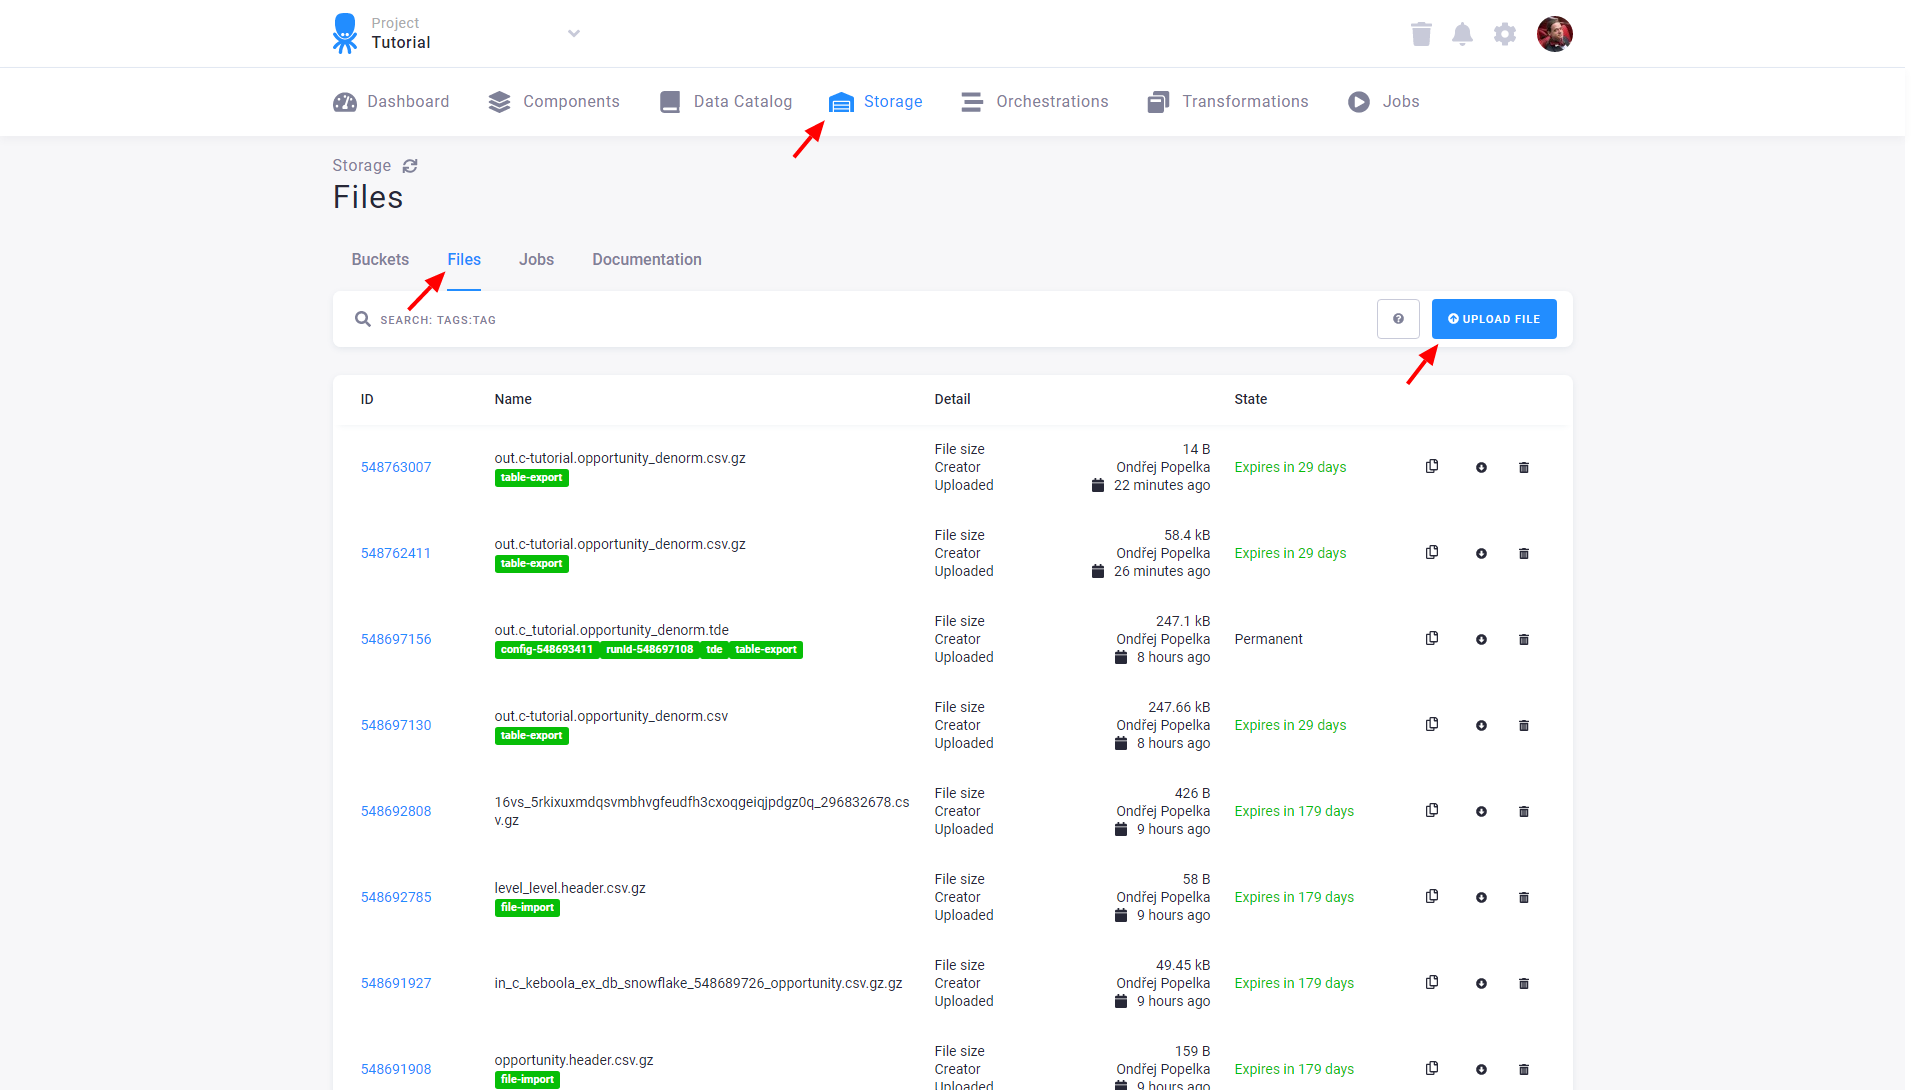 Project
Tutorial
Dashboard Components Data Catalog Storage Orchestrations Transformations Jobs
Storage
Files
Buckets Files Jobs Documentation
SEARCH: TAGS:TAG
UPLOAD FILE
ID Name Detail State
548763007
out.c-tutorial.opportunity_denorm.csv.gz
table-export
File size 14 B
Creator Ondřej Popelka
Uploaded 22 minutes ago
Expires in 29 days
548762411
out.c-tutorial.opportunity_denorm.csv.gz
table-export
File size 58.4 kB
Creator Ondřej Popelka
Uploaded 26 minutes ago
Expires in 29 days
548697156
out.c_tutorial.opportunity_denorm.tde
config-548693411 runId-548697108 tde table-export
File size 247.1 kB
Creator Ondřej Popelka
Uploaded 8 hours ago
Permanent
548697130
out.c-tutorial.opportunity_denorm.csv
table-export
File size 247.66 kB
Creator Ondřej Popelka
Uploaded 8 hours ago
Expires in 29 days
548692808
16vs_5rkixuxmdqsvmbhvgfeudfh3cxoqgeiqjpdgz0q_296832678.cs
v.gz
File size 426 B
Creator Ondřej Popelka
Uploaded 9 hours ago
Expires in 179 days
548692785
level_level.header.csv.gz
file-import
File size 58 B
Creator Ondřej Popelka
Uploaded 9 hours ago
Expires in 179 days
548691927
in_c_keboola_ex_db_snowflake_548689726_opportunity.csv.gz.gz
File size 49.45 kB
Creator Ondřej Popelka
Uploaded 9 hours ago
Expires in 179 days
548691908
opportunity.header.csv.gz
file-import
File size 159 B
Creator Ondřej Popelka
Uploaded 9 hours ago
Expires in 179 days